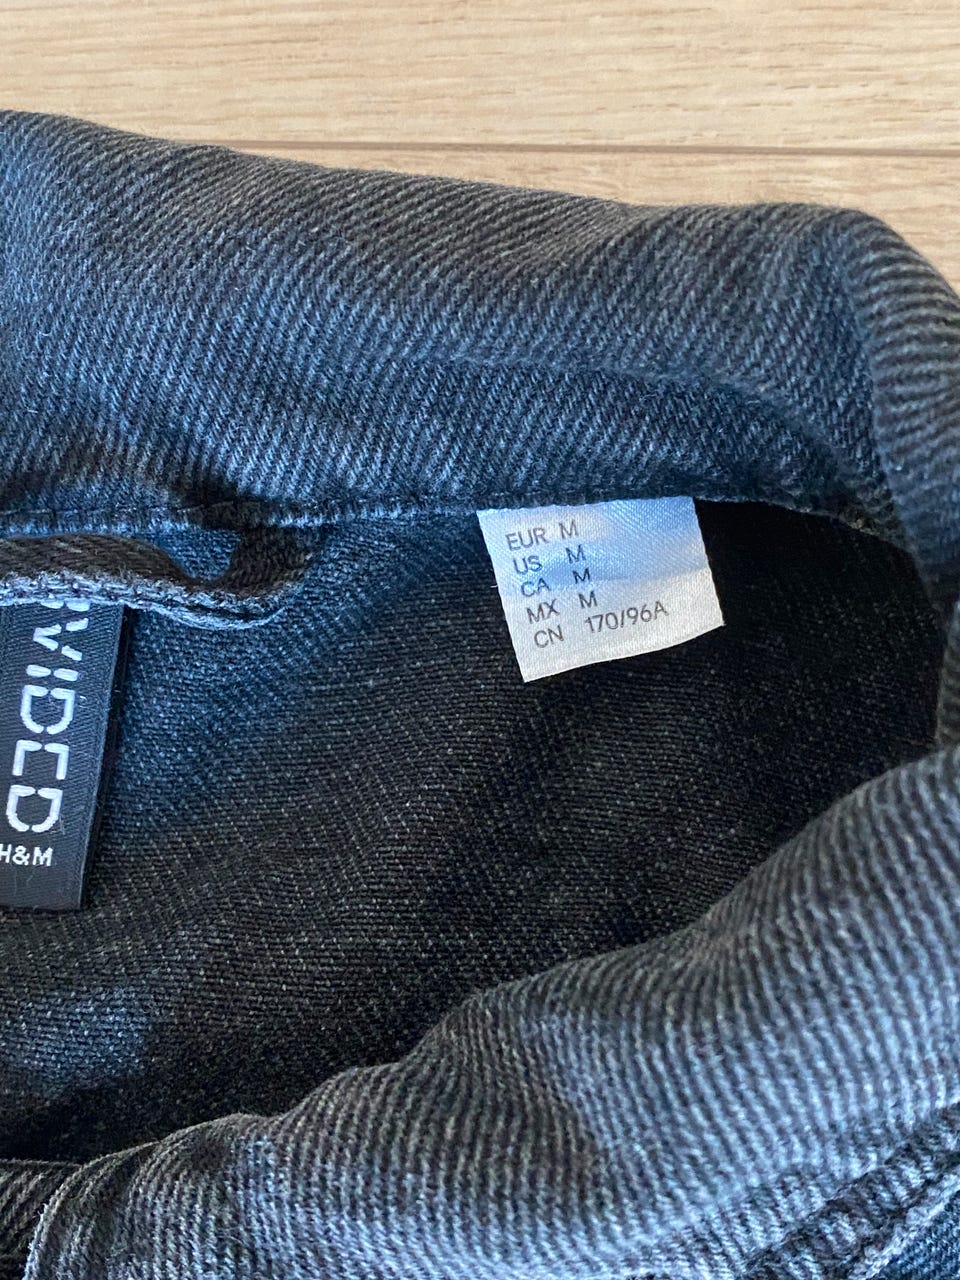 EUR M
US M
CA M
MX M
CN 170/96A
VIDED
H&M